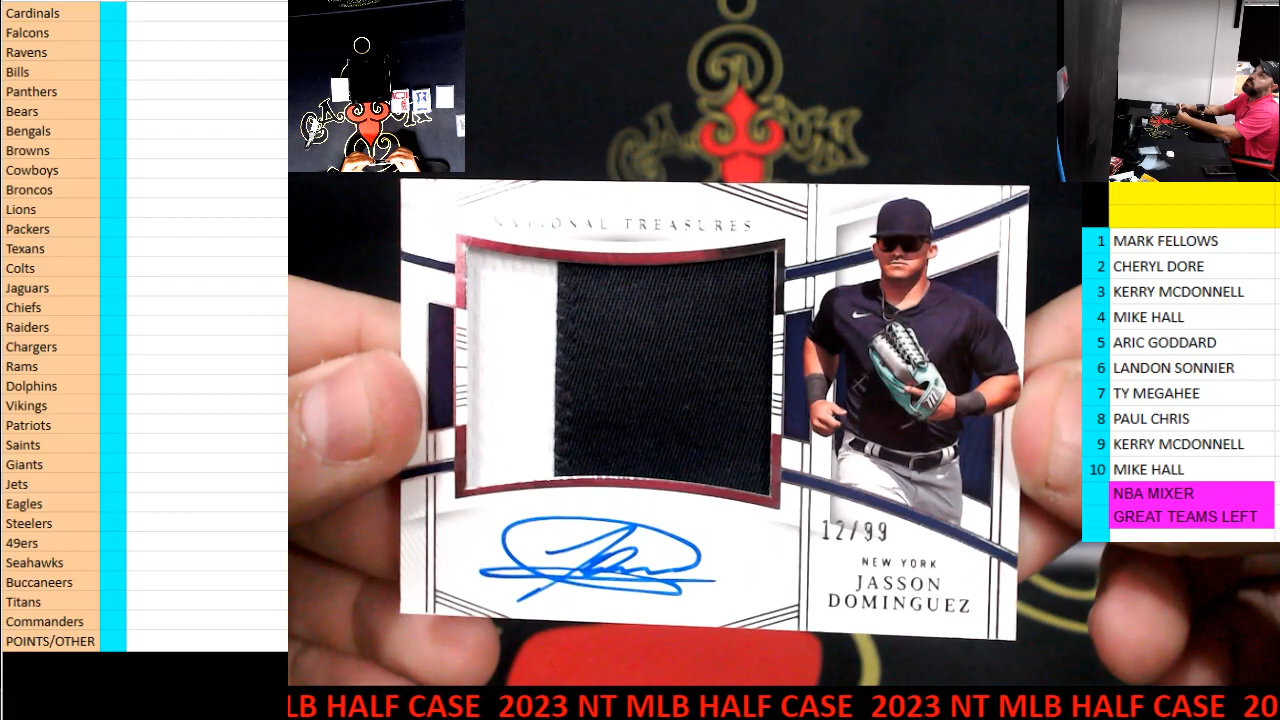 Cardinals
Falcons
Ravens
Bills
Panthers
Bears
Bengals
Browns
Cowboys
Broncos
Lions
Packers
Texans
Colts
Jaguars
Chiefs
Raiders
Chargers
Rams
Dolphins
Vikings
Patriots
Saints
Giants
Jets
Eagles
Steelers
49ers
Seahawks
Buccaneers
Titans
Commanders
POINTS/OTHER
NATIONAL TREASURES
12/99
NEW YORK
JASSON
DOMINGUEZ
1 MARK FELLOWS
2 CHERYL DORE
3 KERRY MCDONNELL
4 MIKE HALL
5 ARIC GODDARD
6 LANDON SONNIER
7 TY MEGAHEE
8 PAUL CHRIS
9 KERRY MCDONNELL
10 MIKE HALL
NBA MIXER
GREAT TEAMS LEFT
LB HALF CASE 2023 NT MLB HALF CASE 2023 NT MLB HALF CASE 20